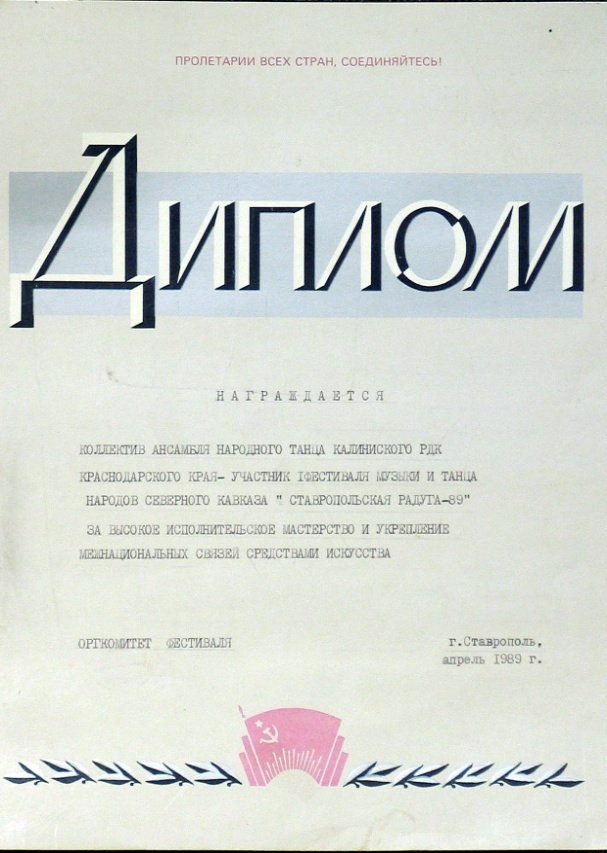 ПРОЛЕТАРИИ ВСЕХ СТРАН, СОЕДИНЯЙТЕСЬ!
ДИПЛОМ
НАГРАЖДАЕТСЯ
КОЛЛЕКТИВ АНСАМБЛЯ НАРОДНОГО ТАНЦА КАЛИНИСКОГО РДК
КРАСНОДАРСКОГО КРАЯ- УЧАСТНИК IФЕСТИВАЛЯ МУЗЫКИ И ТАНЦА
НАРОДОВ СЕВЕРНОГО КАВКАЗА " СТАВРОПОЛЬСКАЯ РАДУГА-89"
ЗА ВЫСОКОЕ ИСПОЛНИТЕЛЬСКОЕ МАСТЕРСТВО И УКРЕПЛЕНИЕ
МЕЖНАЦИОНАЛЬНЫХ СВЯЗЕЙ СРЕДСТВАМИ ИСКУССТВА
ОРГКОМИТЕТ ФЕСТИВАЛЯ
г.Ставрополь,
апрель 1989 г.